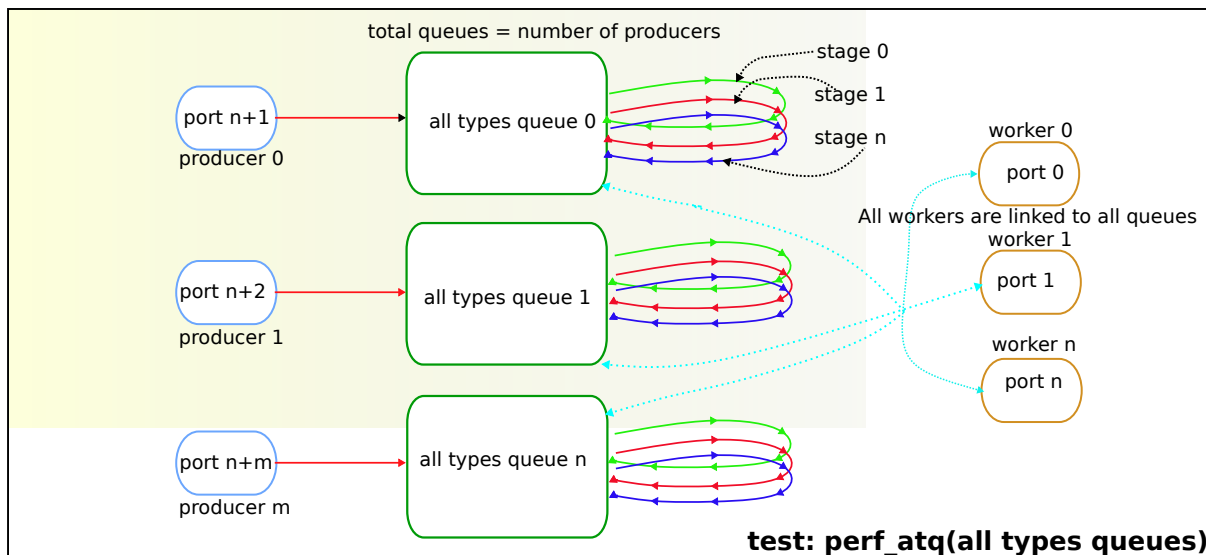 total queues = number of producers
stage 0
stage 1
stage n
port n+1
producer 0
all types queue 0
worker 0
port 0
All workers are linked to all queues
worker 1
port 1
port n+2
producer 1
all types queue 1
worker n
port n
port n+m
producer m
all types queue n
test: perf_atq(all types queues)